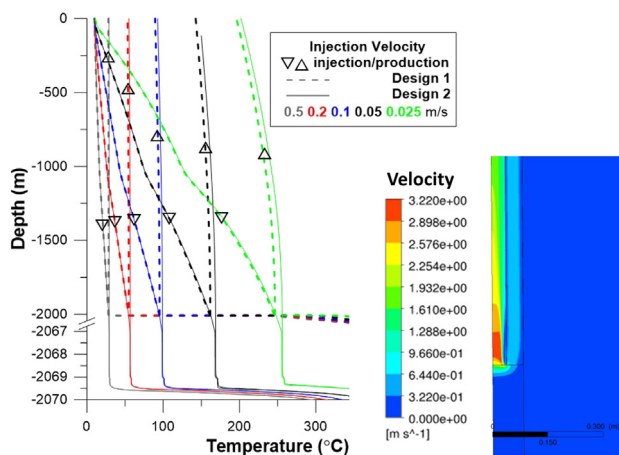 0
-500
-1000
-1500
-2000
-2067
-2068
-2069
-2070
Depth (m)
0 100 200 300
Temperature (°C)
Injection Velocity
injection/production
Design 1
Design 2
0.5 0.2 0.1 0.05 0.025 m/s
Velocity
3.220e+00
2.898e+00
2.576e+00
2.254e+00
1.932e+00
1.610e+00
1.288e+00
9.660e-01
6.440e-01
3.220e-01
0.000e+00
[m s^-1]
0 0.300 (m)
0.150